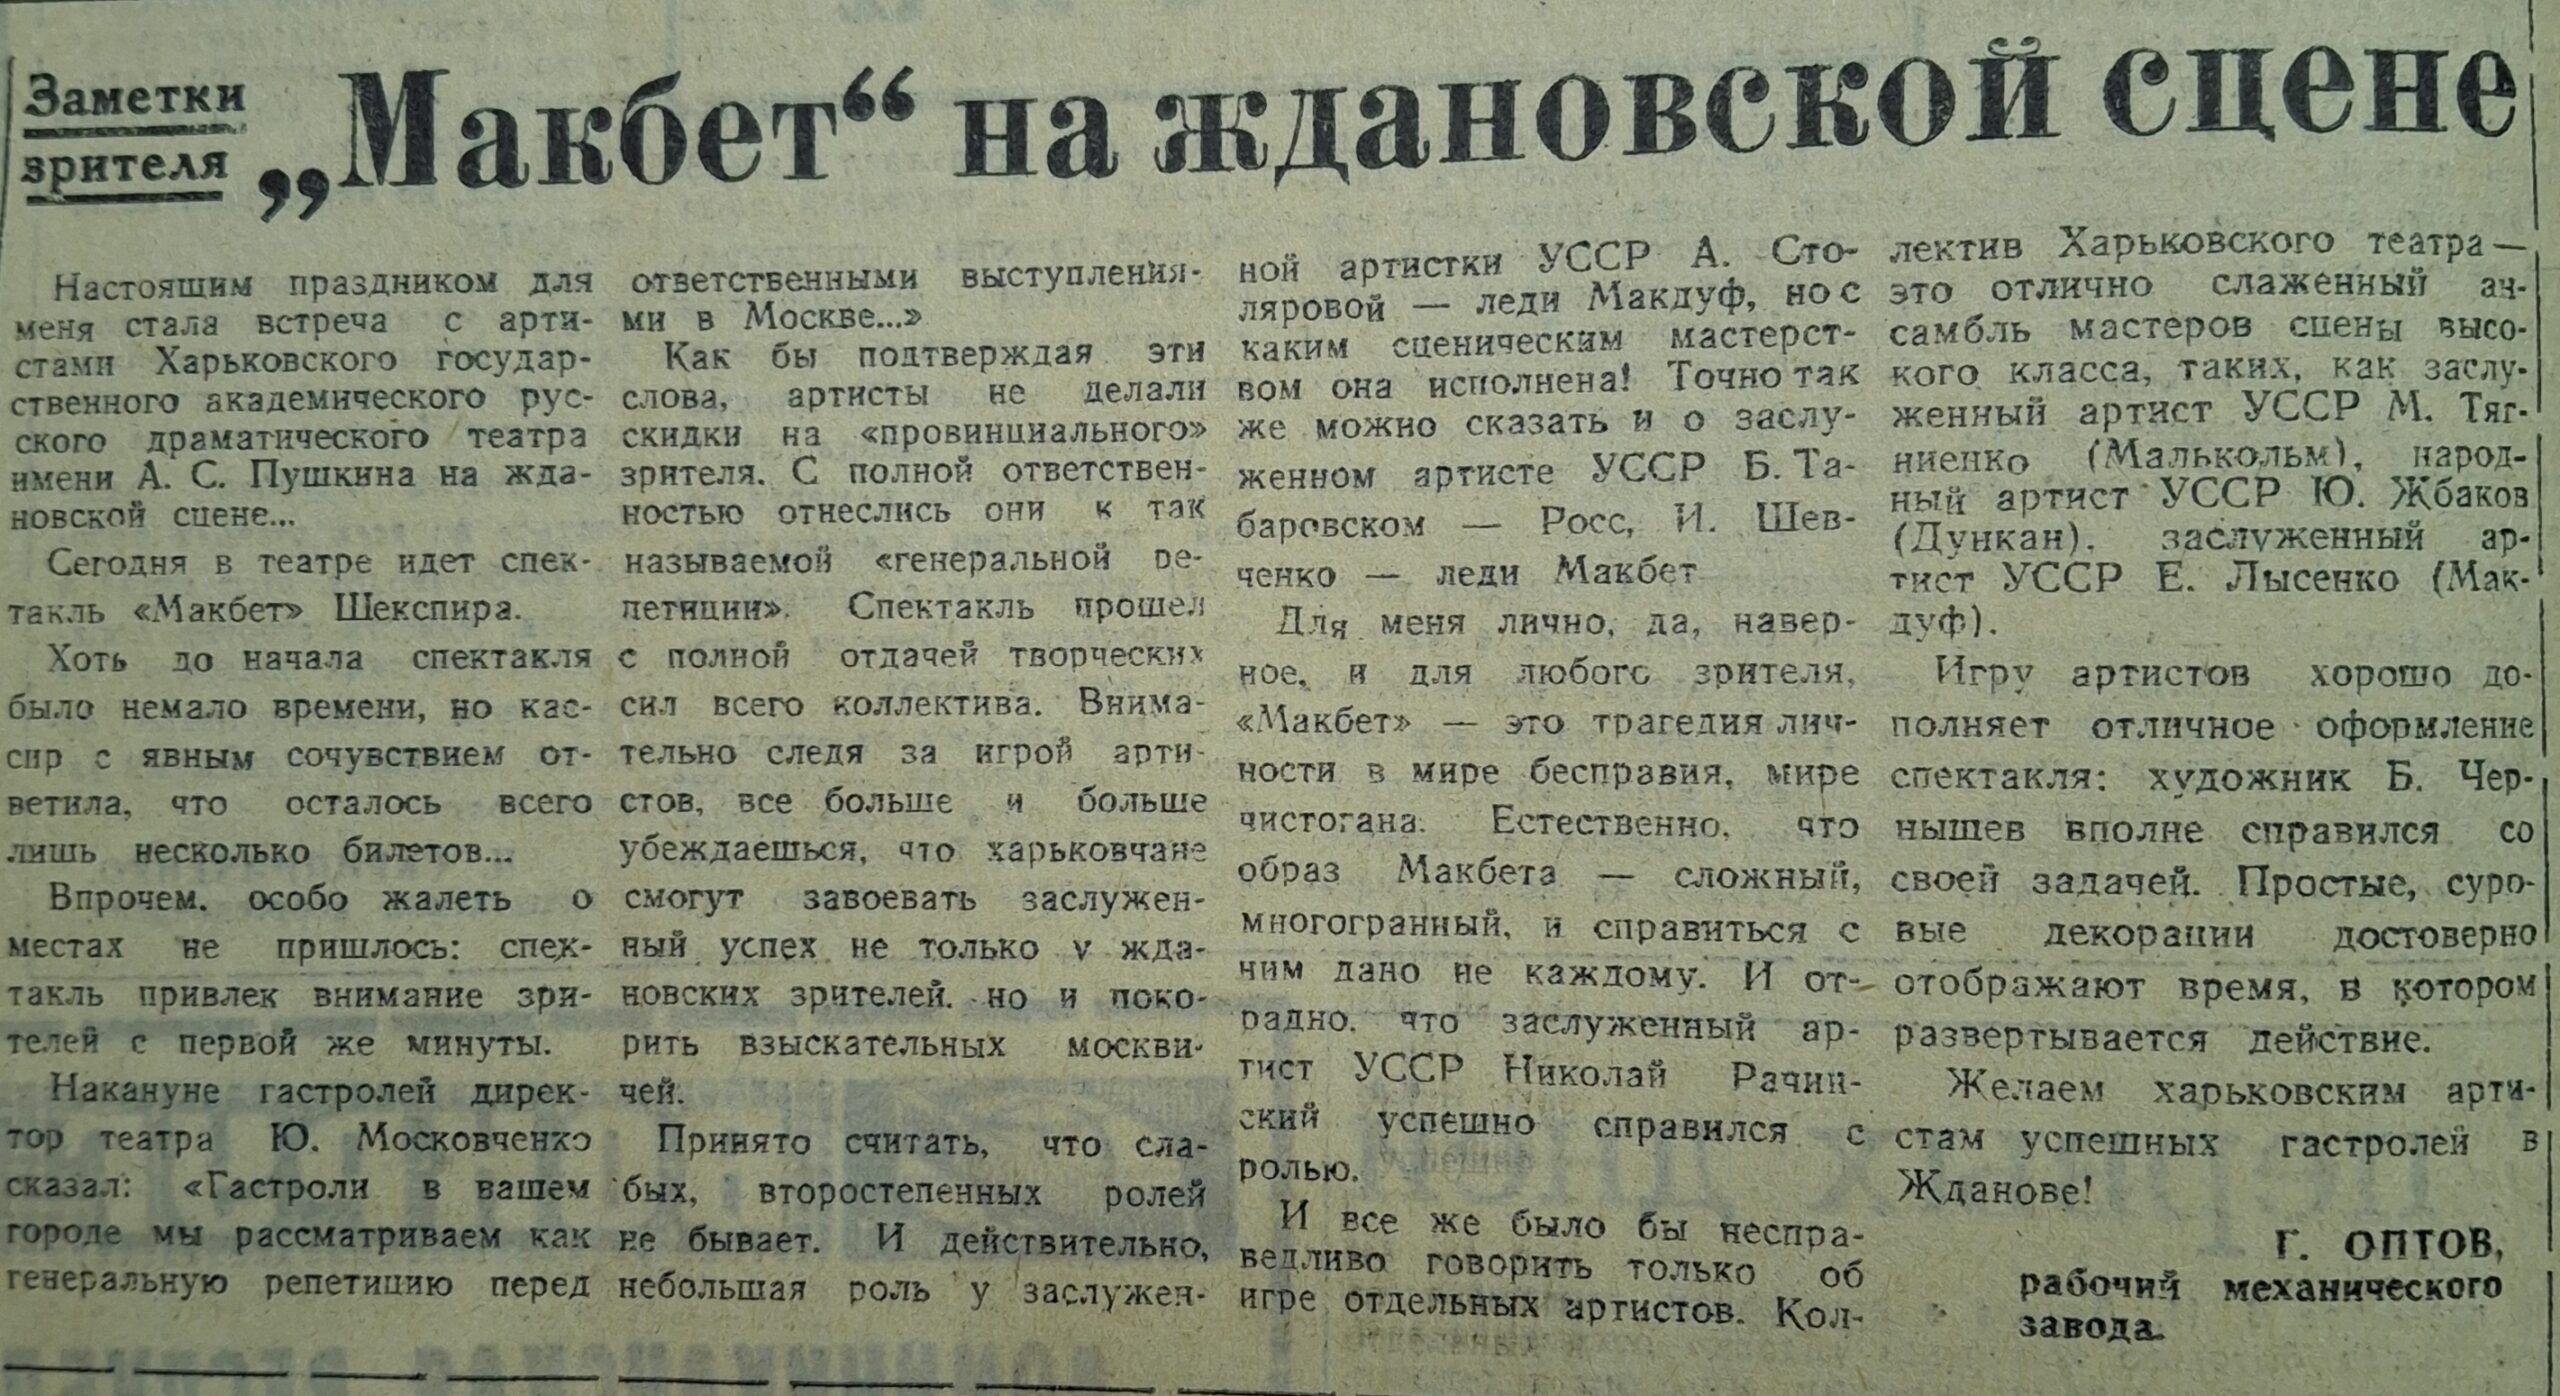 Заметки
зрителя
„Макбет“ на ждановской сцене
Настоящим праздником для
меня стала встреча с арти-
стами Харьковского государ-
ственного академического рус-
ского драматического театра
имени А. С. Пушкина на жда-
новской сцене...
Сегодня в театре идет спек-
такль «Макбет» Шекспира.
Хоть до начала спектакля
было немало времени, но кас-
сир с явным сочувствием от-
ветила, что осталось всего
лишь несколько билетов...
Впрочем, особо жалеть о
местах не пришлось: спек-
такль привлек внимание зри-
телей с первой же минуты.
Накануне гастролей дирек-
тор театра Ю. Московченко
сказал: «Гастроли в вашем
городе мы рассматриваем как
генеральную репетицию перед
ответственными выступления-
ми в Москве...»
Как бы подтверждая эти
слова, артисты не делали
скидки на «провинциального»
зрителя. С полной ответствен-
ностью отнеслись они к так
называемой «генеральной ре-
петиции». Спектакль прошел
с полной отдачей творческих
сил всего коллектива. Внима-
тельно следя за игрой арти-
стов, все больше и больше
убеждаешься, что харьковчане
смогут завоевать заслужен-
ный успех не только у жда-
новских зрителей, но и поко-
рить взыскательных москви-
чей.
Принято считать, что сла-
бых, второстепенных ролей
не бывает. И действительно,
небольшая роль у заслужен-
ной артистки УССР А. Сто-
ляровой — леди Макдуф, но с
каким сценическим мастерст-
вом она исполнена! Точно так
же можно сказать и о заслу-
женном артисте УССР Б. Та-
баровском — Росс, И. Шев-
ченко — леди Макбет
Для меня лично, да, навер-
ное, и для любого зрителя,
«Макбет» — это трагедия лич-
ности в мире бесправия, мире
чистогана. Естественно, что
образ Макбета — сложный,
многогранный, и справиться с
ним дано не каждому. И от-
радно, что заслуженный ар-
тист УССР Николай Рачин-
ский успешно справился с
ролью.
И все же было бы неспра-
ведливо говорить только об
игре отдельных артистов. Кол-
лектив Харьковского театра —
это отлично слаженный ан-
самбль мастеров сцены высо-
кого класса, таких, как заслу-
женный артист УССР М. Тяг-
ниенко (Малькольм), народ-
ный артист УССР Ю. Жбаков
(Дункан), заслуженный ар-
тист УССР Е. Лысенко (Мак-
дуф).
Игру артистов хорошо до-
полняет отличное оформление
спектакля: художник Б. Чер-
нышев вполне справился со
своей задачей. Простые, суро-
вые декорации достоверно
отображают время, в котором
развертывается действие.
Желаем харьковским арти-
стам успешных гастролей в
Жданове!
Г. ОПТОВ,
рабочий механического
завода.